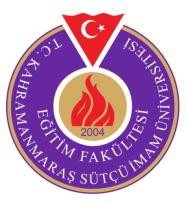 T.C. KAHRAMANMARAŞ SÜTÇÜ İMAM ÜNİVERSİTESİ
EĞİTİM FAKÜLTESİ
2004